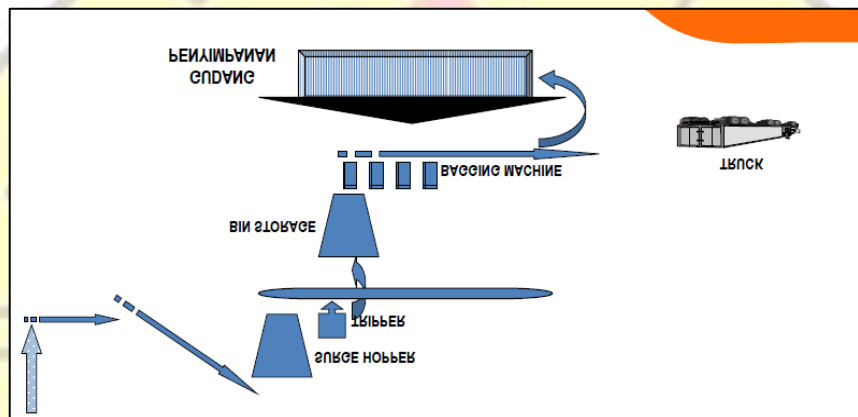 SURGE HOPPER
TRIPPER
BIN STORAGE
BAGGING MACHINE
TRUCK
GUDANG
PENYIMPANAN